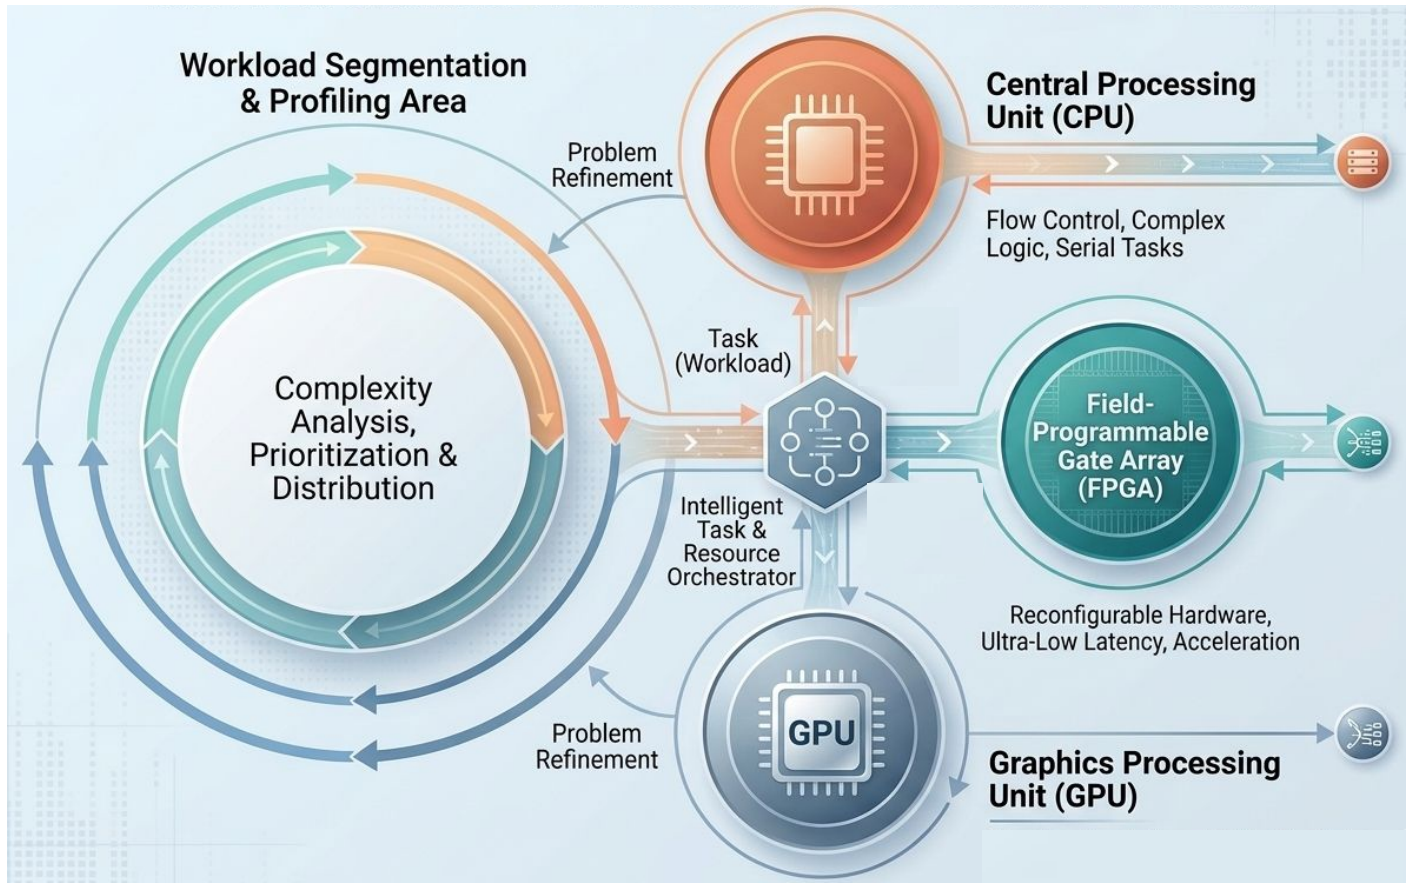 Workload Segmentation
& Profiling Area
Complexity
Analysis,
Prioritization &
Distribution
Problem
Refinement
Task
(Workload)
Intelligent
Task &
Resource
Orchestrator
Problem
Refinement
Central Processing
Unit (CPU)
Flow Control, Complex
Logic, Serial Tasks
Field-
Programmable
Gate Array
(FPGA)
Reconfigurable Hardware,
Ultra-Low Latency, Acceleration
GPU
Graphics Processing
Unit (GPU)